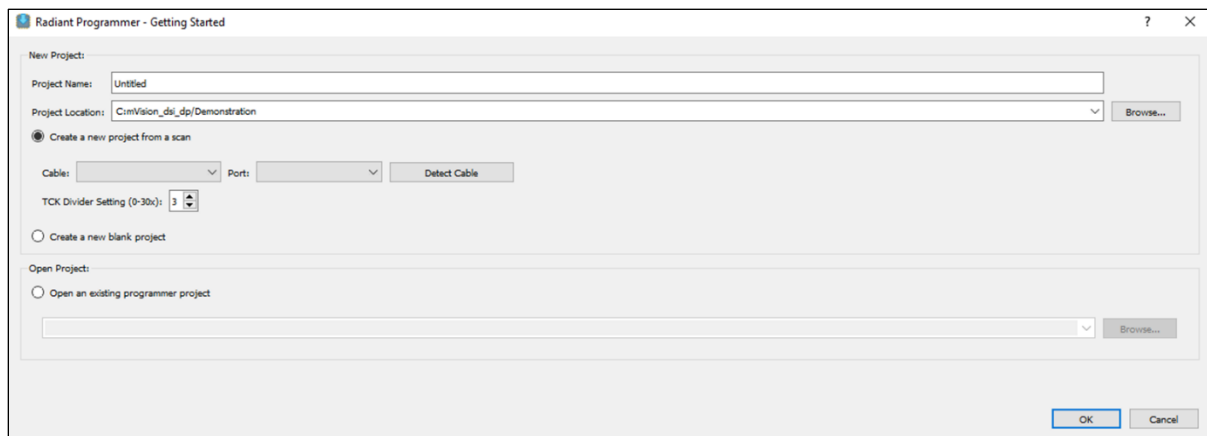 Radiant Programmer - Getting Started
New Project:
Project Name: Untitled
Project Location: C:mVision_dsi_dp/Demonstration Browse...
Create a new project from a scan
Cable: Port: Detect Cable
TCK Divider Setting (0-30x): 3
Create a new blank project
Open Project:
Open an existing programmer project
Browse...
OK Cancel